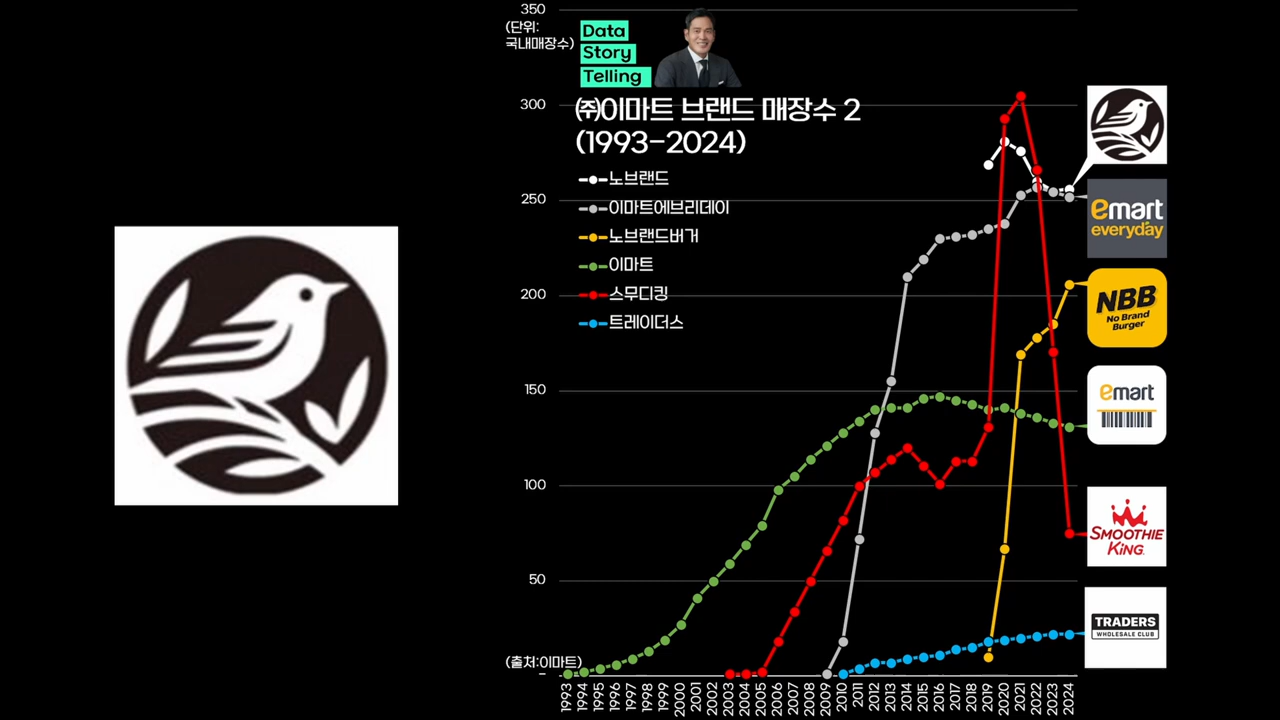 350
(단위:
국내매장수)
Data
Story
Telling
㈜이마트 브랜드 매장수 2
(1993-2024)
노브랜드
이마트에브리데이
노브랜드버거
이마트
스무디킹
트레이더스
300
250
200
150
100
50
(출처:이마트)
-
1993 1994 1995 1996 1997 1998 1999 2000 2001 2002 2003 2004 2005 2006 2007 2008 2009 2010 2011 2012 2013 2014 2015 2016 2017 2018 2019 2020 2021 2022 2023 2024
emart
everyday
NBB
No Brand
Burger
emart
SMOOTHIE
KING
TRADERS
WHOLESALE CLUB